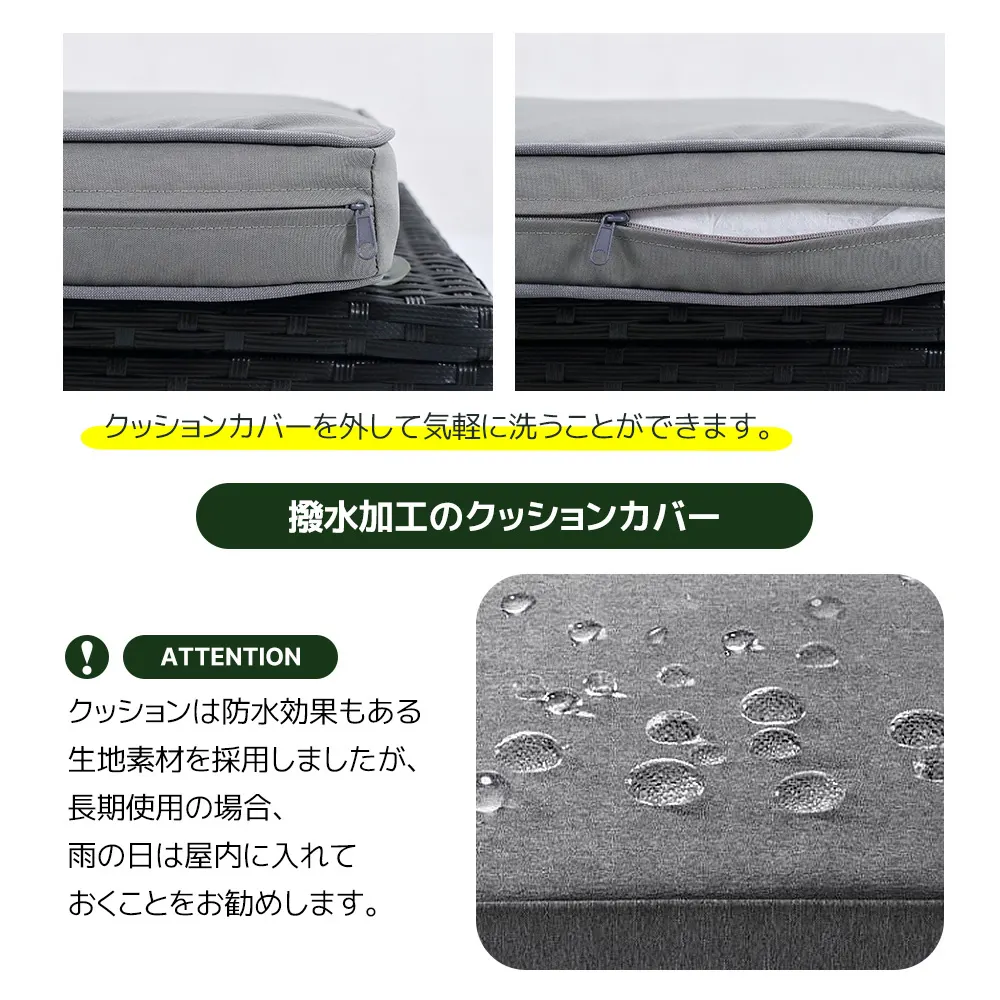 クッションカバーを外して気軽に洗うことができます。
撥水加工のクッションカバー
! ATTENTION
クッションは防水効果もある
生地素材を採用しましたが、
長期使用の場合、
雨の日は屋内に入れて
おくことをお勧めします。